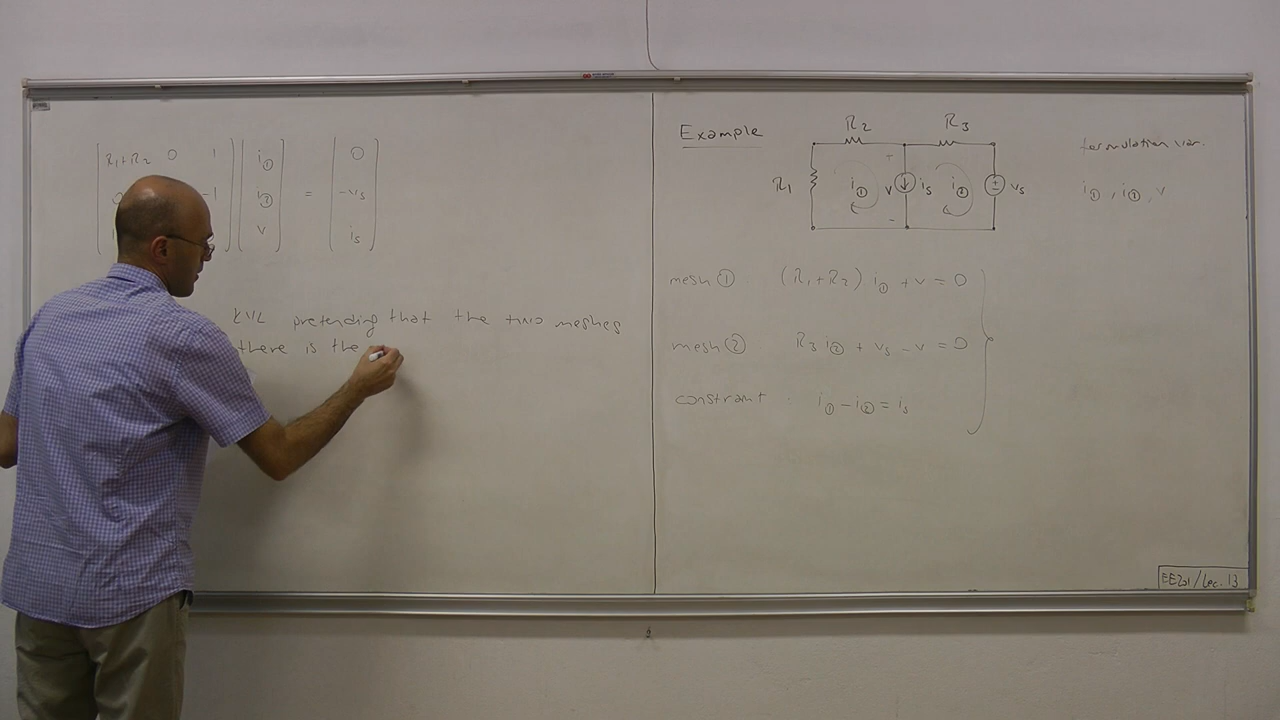 R₁+R₂ 0 1 i① 0
-1 i② = -vₛ
v iₛ
KVL pretending that the two meshes
there is the
Example
R₂ R₃
R₁ i① + v - iₛ i② ± vₛ
formulation var.
i①, i②, v
mesh ① (R₁+R₂) i① + v = 0
mesh ② R₃ i② + vₛ - v = 0
constraint : i① - i② = iₛ
EE201/Lec. 13